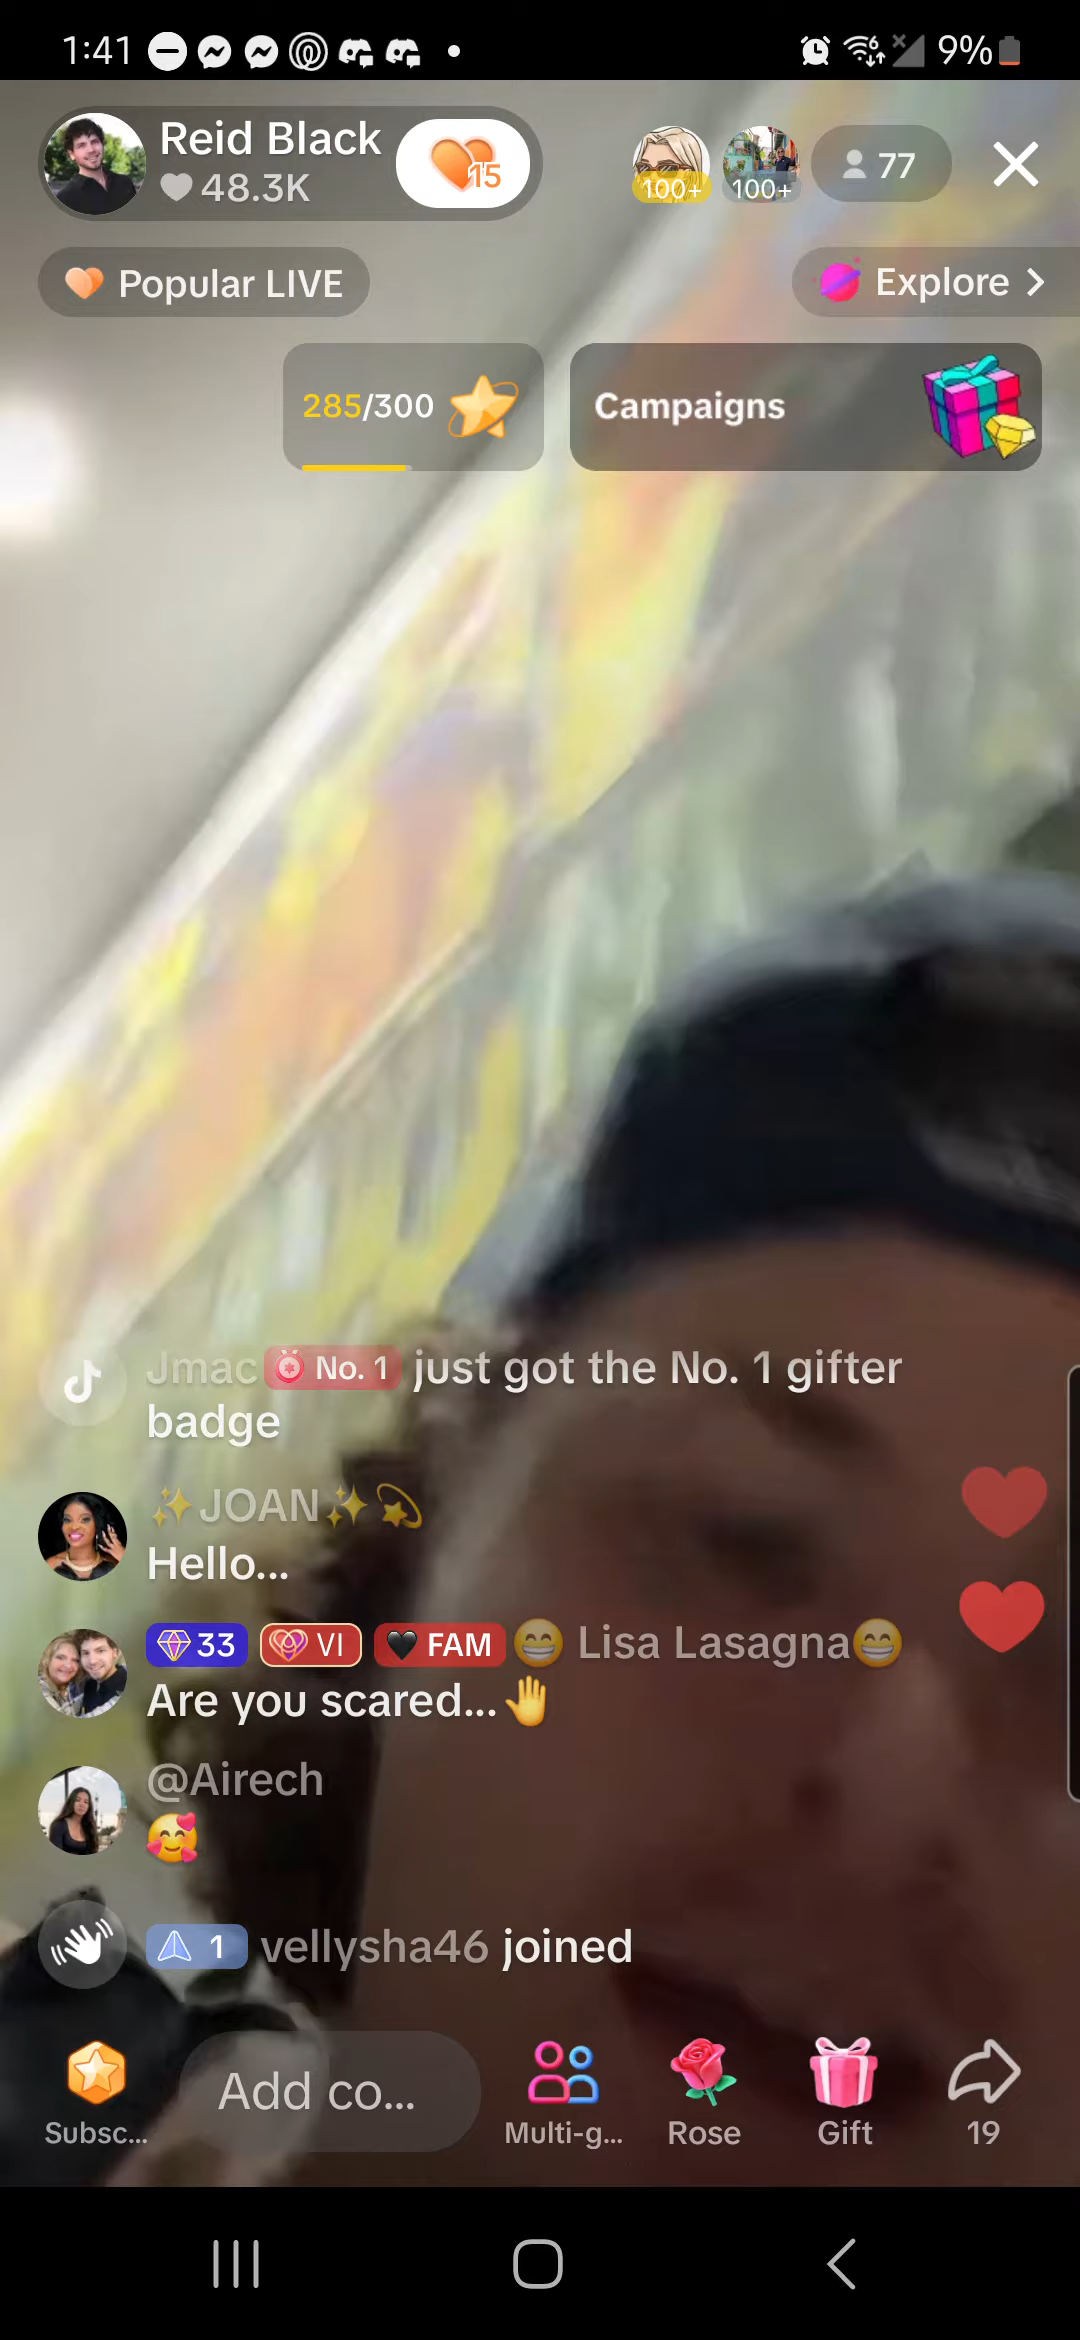 1:41
9%
Reid Black
48.3K
15
100+
100+
77
Popular LIVE
Explore
285/300
Campaigns
Jmac No. 1 just got the No. 1 gifter
badge
✨JOAN✨💫
Hello...
33 VI 🖤 FAM 😁 Lisa Lasagna😁
Are you scared...🤚
@Airech
🥰
1 vellysha46 joined
Add co...
Subsc...
Multi-g...
Rose
Gift
19